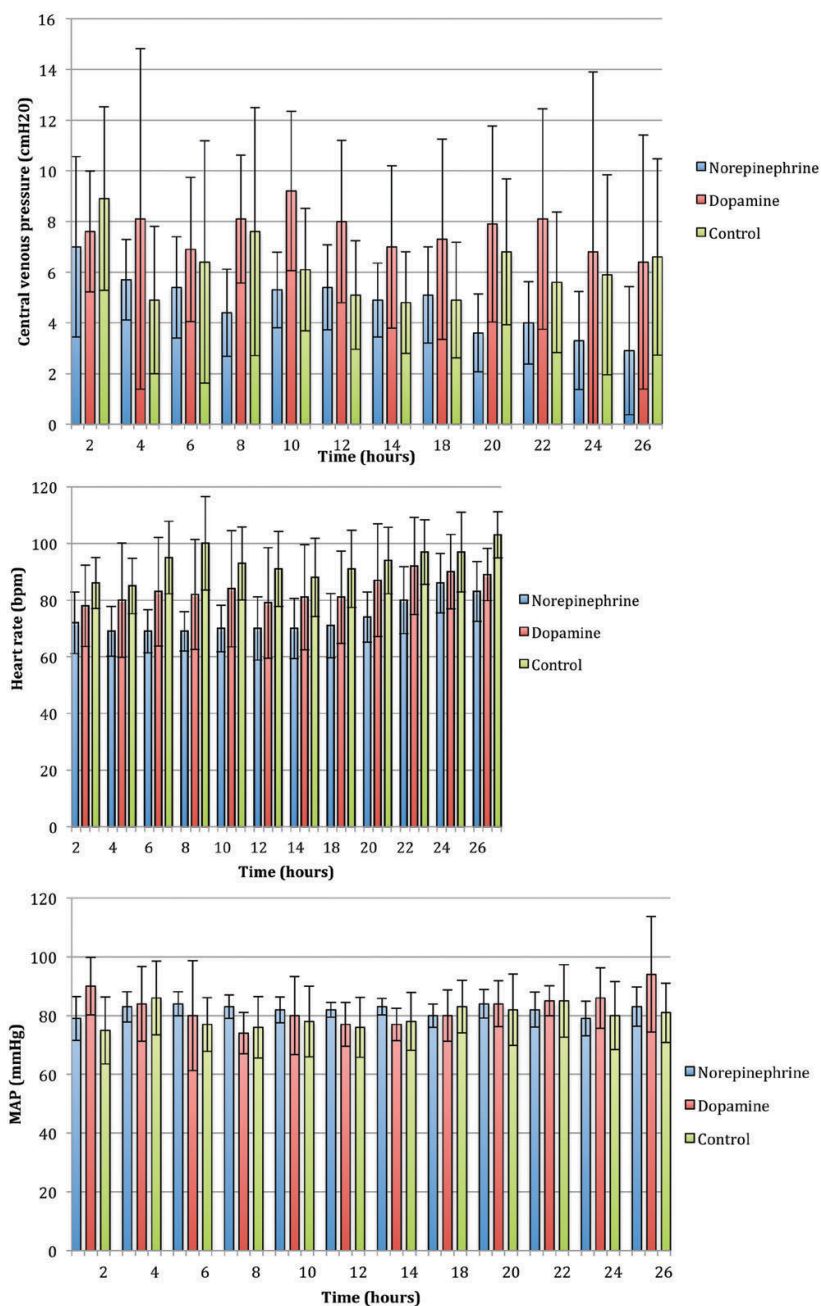 Central venous pressure (cmH20)
16
14
12
10
8
6
4
2
0
2 4 6 8 10 12 14 18 20 22 24 26
Time (hours)
Norepinephrine
Dopamine
Control
Heart rate (bpm)
120
100
80
60
40
20
0
2 4 6 8 10 12 14 18 20 22 24 26
Time (hours)
Norepinephrine
Dopamine
Control
MAP (mmHg)
120
100
80
60
40
20
0
2 4 6 8 10 12 14 18 20 22 24 26
Time (hours)
Norepinephrine
Dopamine
Control